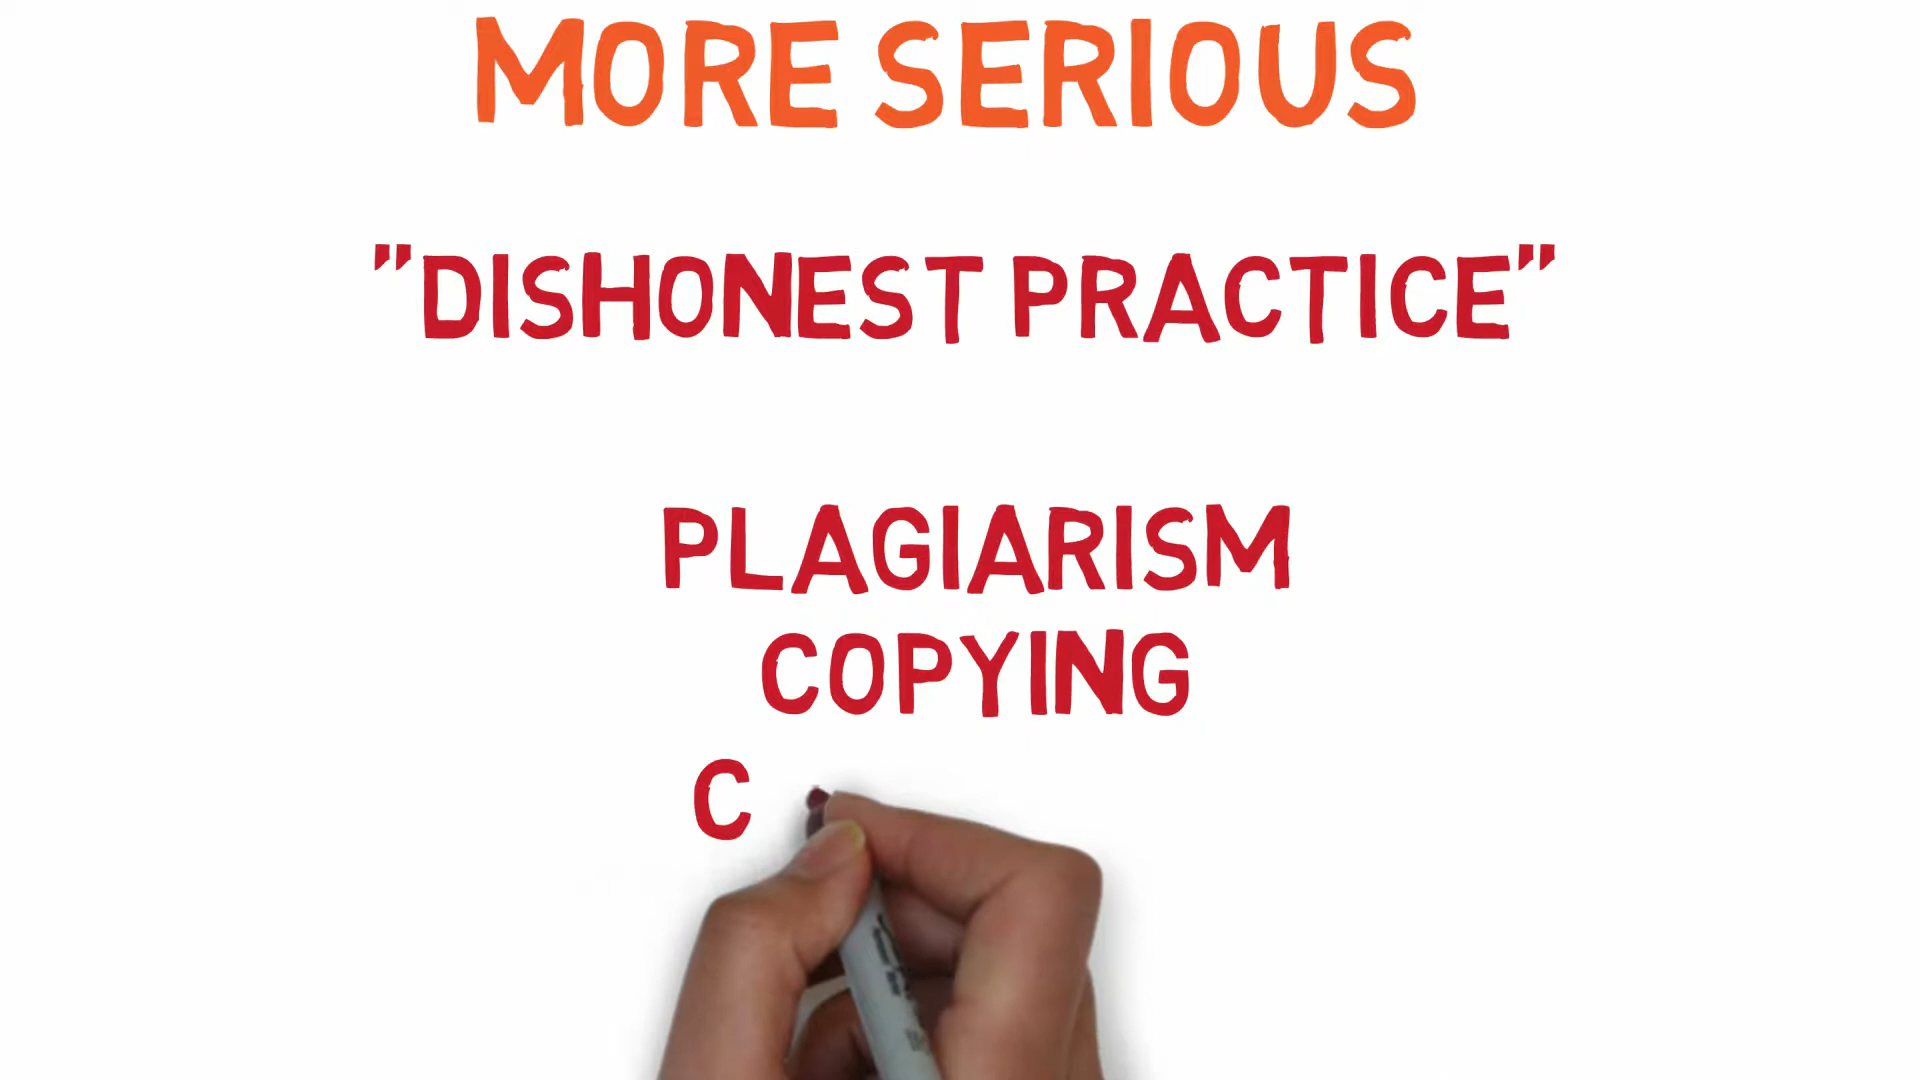 MORE SERIOUS
"DISHONEST PRACTICE"
PLAGIARISM
COPYING
C